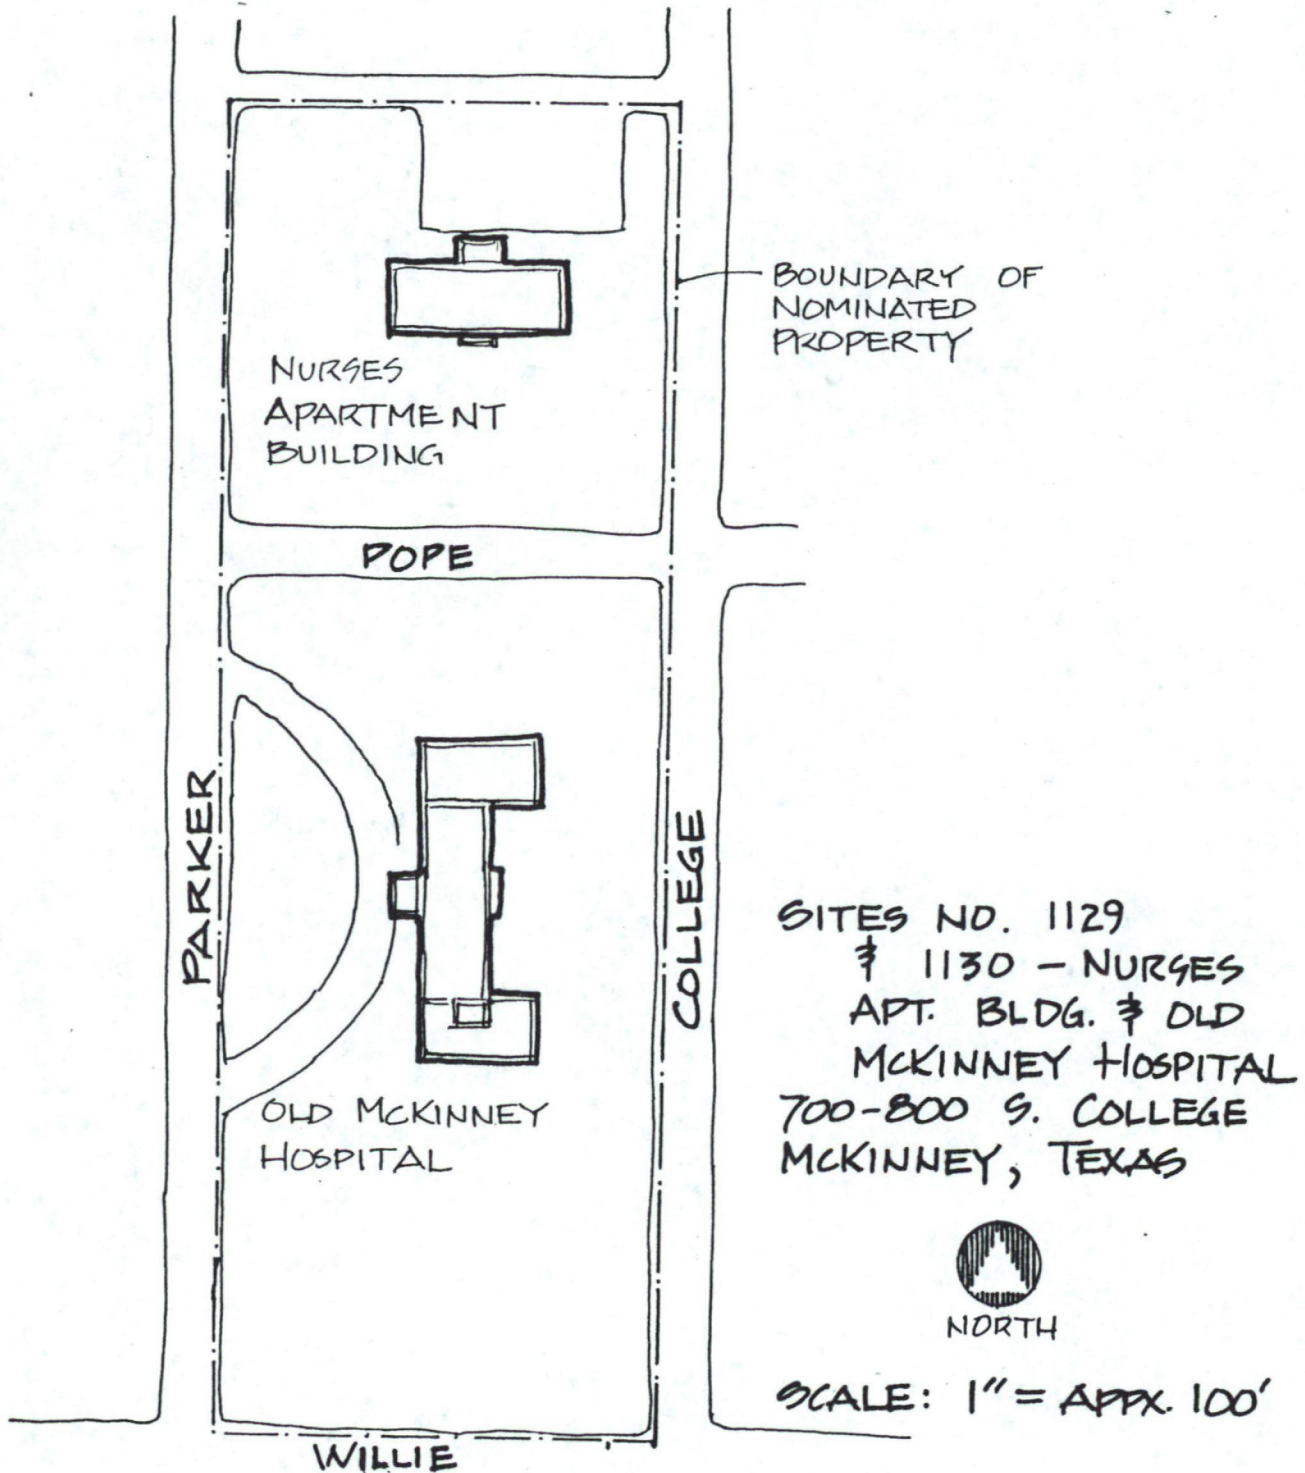 BOUNDARY OF
NOMINATED
PROPERTY
NURSES
APARTMENT
BUILDING
POPE
PARKER
COLLEGE
OLD MCKINNEY
HOSPITAL
SITES NO. 1129
& 1130 - NURSES
APT. BLDG. & OLD
MCKINNEY HOSPITAL
700-800 S. COLLEGE
MCKINNEY, TEXAS
NORTH
SCALE: 1" = APPX. 100'
WILLIE